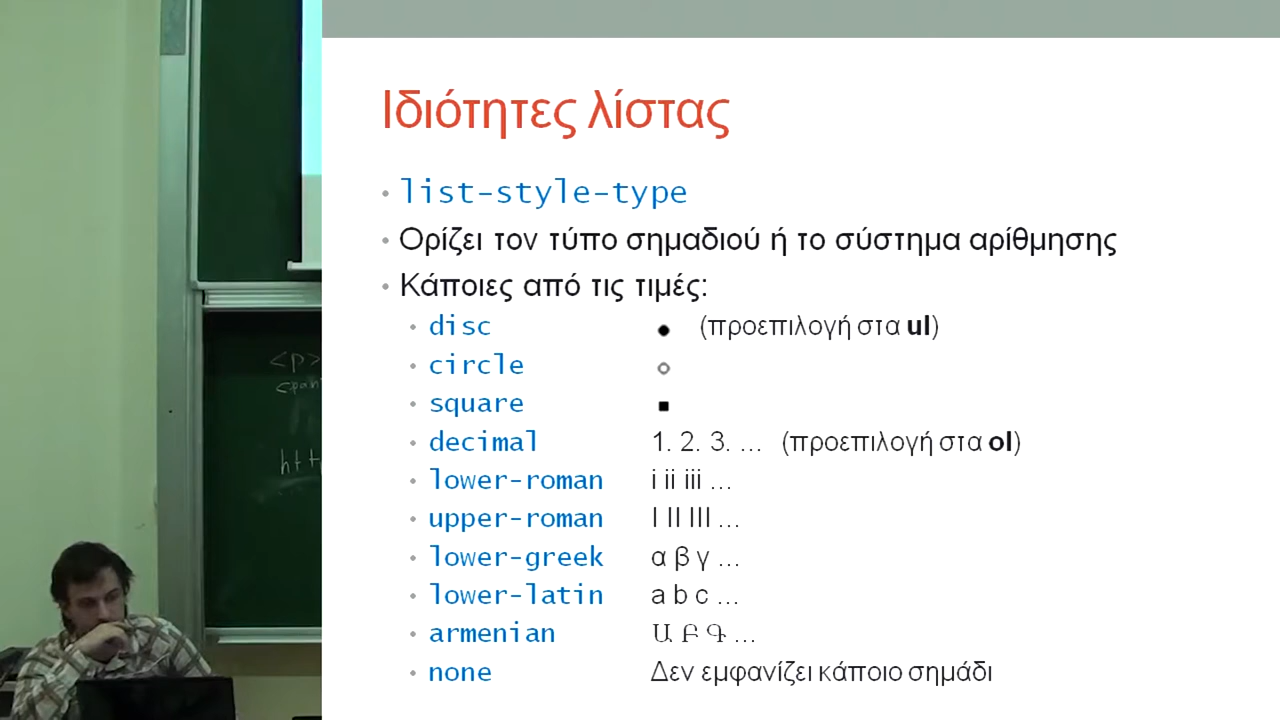 Ιδιότητες λίστας
• list-style-type
• Ορίζει τον τύπο σημαδιού ή το σύστημα αρίθμησης
• Κάποιες από τις τιμές:
• disc ● (προεπιλογή στα ul)
• circle ○
• square ■
• decimal 1. 2. 3. … (προεπιλογή στα ol)
• lower-roman i ii iii …
• upper-roman I II III …
• lower-greek α β γ …
• lower-latin a b c …
• armenian Ա Բ Գ …
• none Δεν εμφανίζει κάποιο σημάδι
<p>
htt